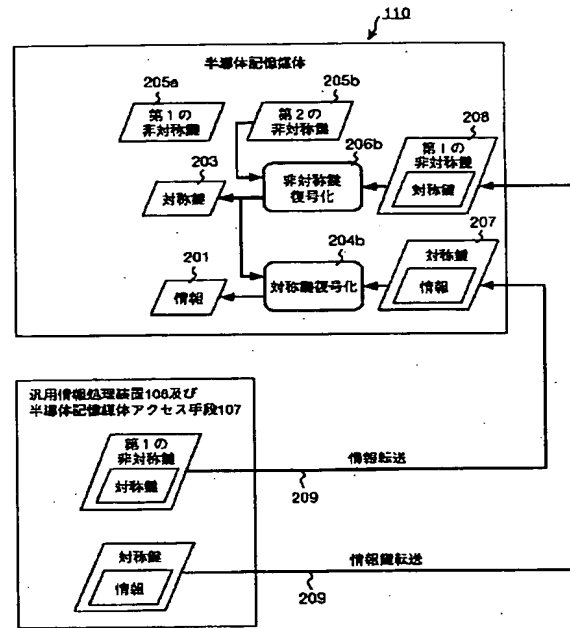 110
半導体記憶媒体
205a
第1の
非対称鍵
205b
第2の
非対称鍵
208
第1の
非対称鍵
対称鍵
206b
非対称鍵
復号化
203
対称鍵
207
対称鍵
情報
204b
対称鍵復号化
201
情報
汎用情報処理装置106及び
半導体記憶媒体アクセス手段107
第1の
非対称鍵
対称鍵
情報転送
209
対称鍵
情報
情報鍵転送
209